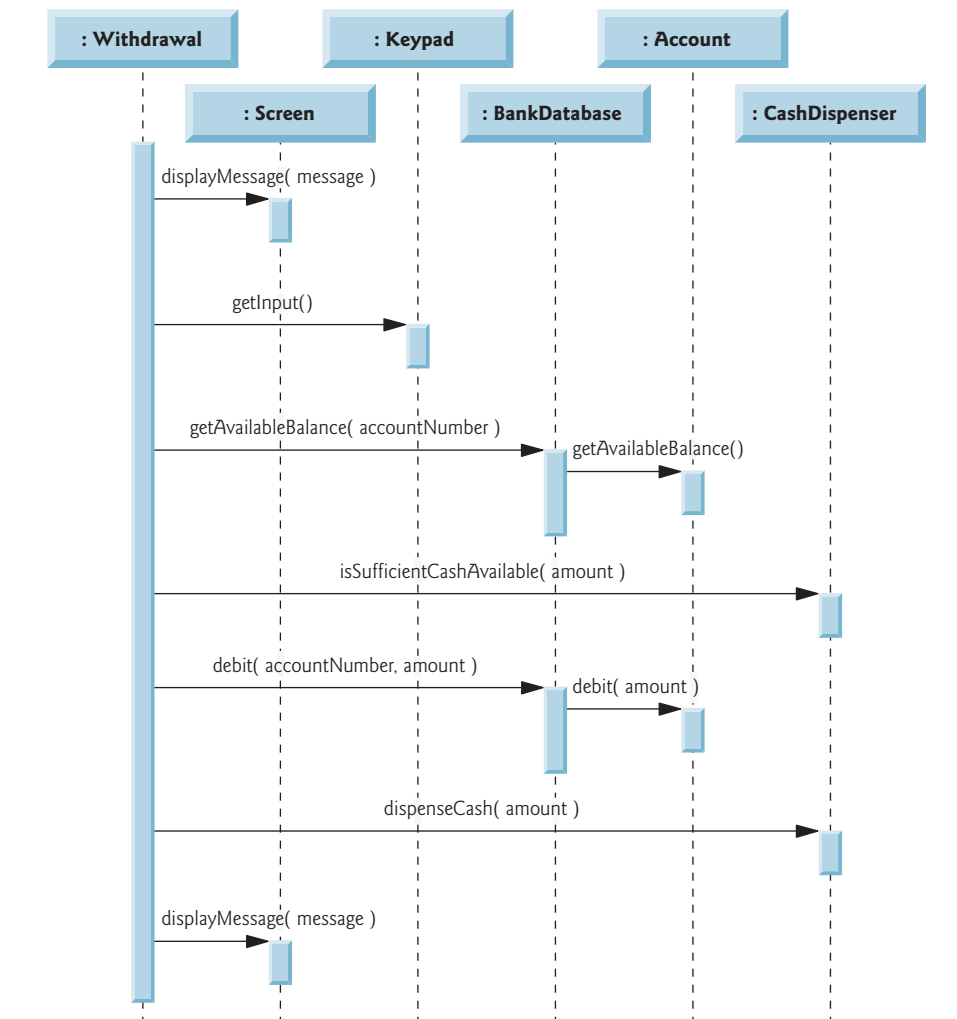 : Withdrawal
: Keypad
: Account
: Screen
: BankDatabase
: CashDispenser
displayMessage( message )
getInput()
getAvailableBalance( accountNumber )
getAvailableBalance()
isSufficientCashAvailable( amount )
debit( accountNumber, amount )
debit( amount )
dispenseCash( amount )
displayMessage( message )